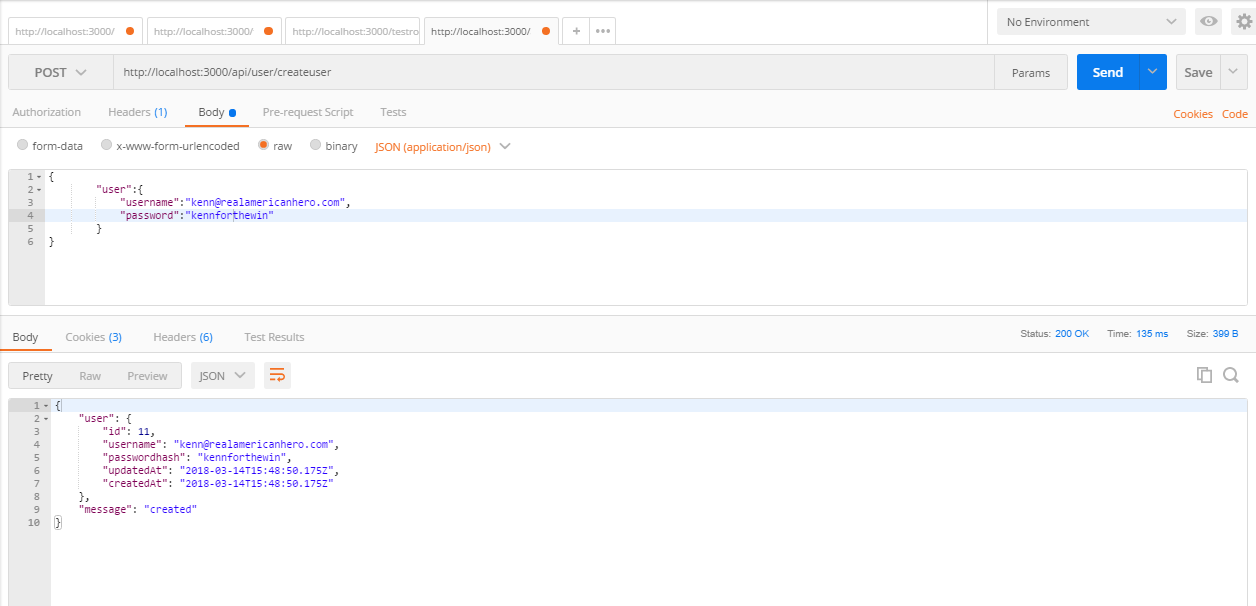 http://localhost:3000/ http://localhost:3000/ http://localhost:3000/testro http://localhost:3000/ + ••• No Environment
POST http://localhost:3000/api/user/createuser Params Send Save
Authorization Headers (1) Body Pre-request Script Tests Cookies Code
form-data x-www-form-urlencoded raw binary JSON (application/json)
1 {
2 "user":{
3 "username":"kenn@realamericanhero.com",
4 "password":"kennforthewin"
5 }
6 }
Body Cookies (3) Headers (6) Test Results Status: 200 OK Time: 135 ms Size: 399 B
Pretty Raw Preview JSON
1 {
2 "user": {
3 "id": 11,
4 "username": "kenn@realamericanhero.com",
5 "passwordhash": "kennforthewin",
6 "updatedAt": "2018-03-14T15:48:50.175Z",
7 "createdAt": "2018-03-14T15:48:50.175Z"
8 },
9 "message": "created"
10 }